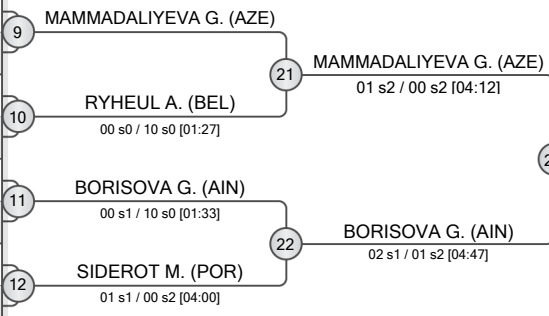 9
MAMMADALIYEVA G. (AZE)
21
MAMMADALIYEVA G. (AZE)
01 s2 / 00 s2 [04:12]
10
RYHEUL A. (BEL)
00 s0 / 10 s0 [01:27]
11
BORISOVA G. (AIN)
00 s1 / 10 s0 [01:33]
22
BORISOVA G. (AIN)
02 s1 / 01 s2 [04:47]
12
SIDEROT M. (POR)
01 s1 / 00 s2 [04:00]